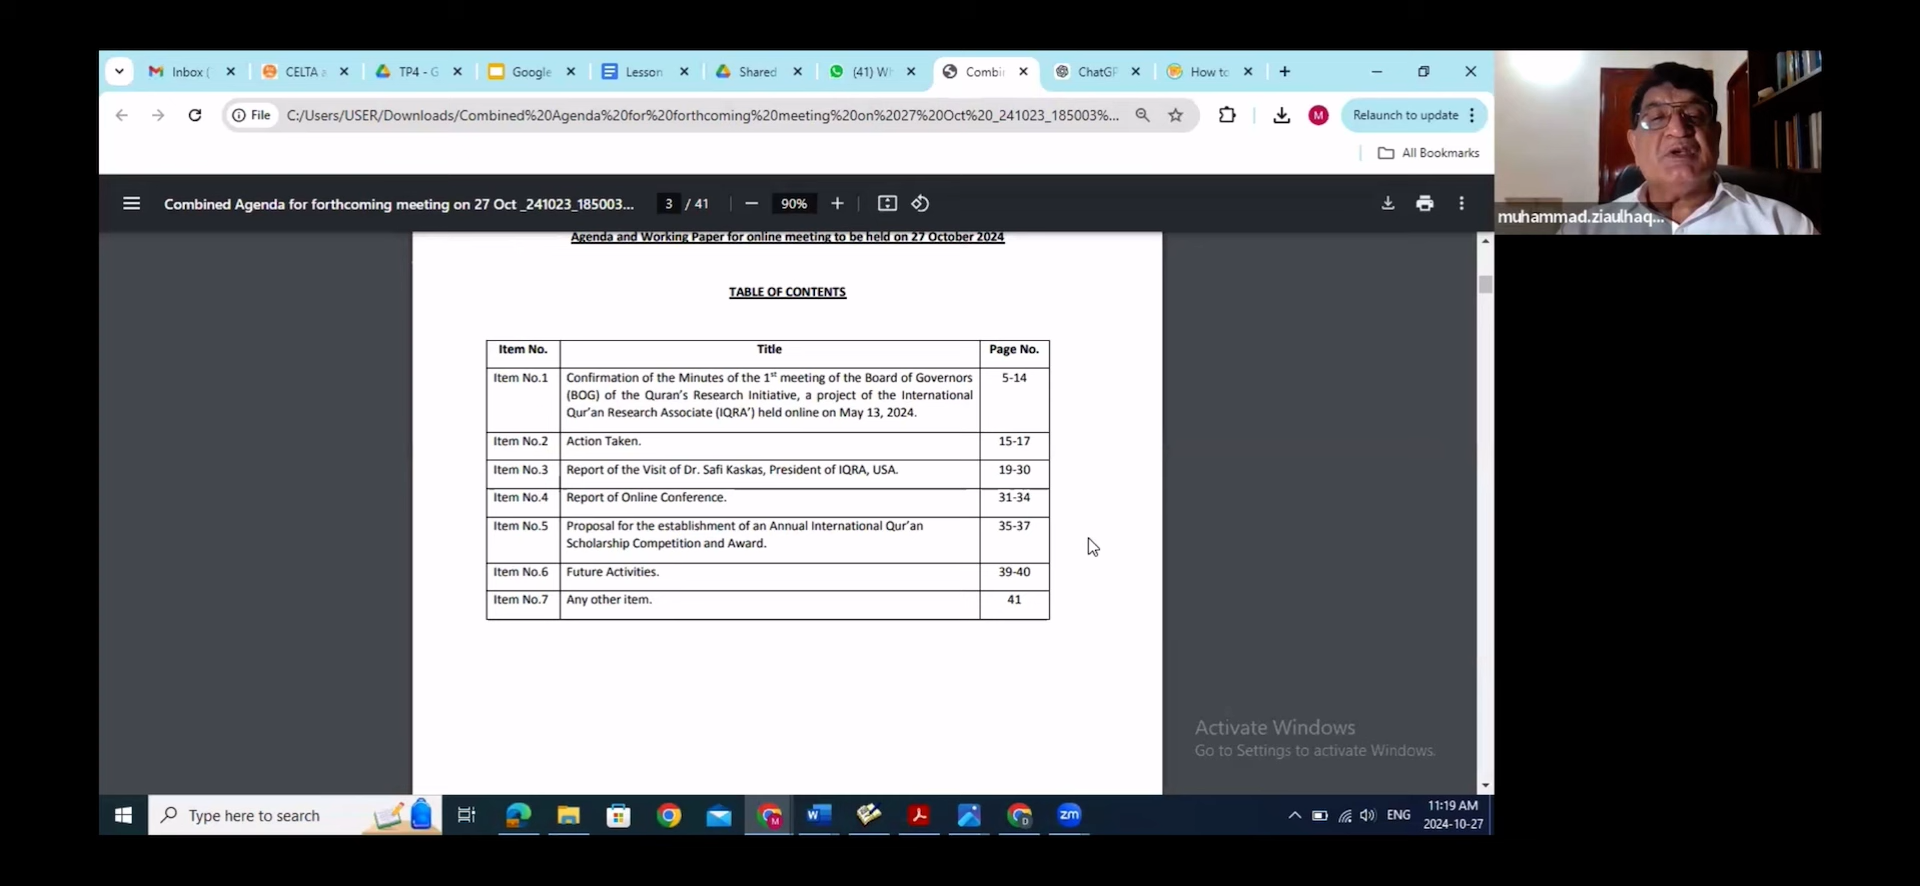 Inbox (
CELTA a
TP4 - G
Google
Lesson
Shared
(41) W
Combi
ChatGP
How to
File
C:/Users/USER/Downloads/Combined%20Agenda%20for%20forthcoming%20meeting%20on%2027%20Oct%20_241023_185003%...
M
Relaunch to update
All Bookmarks
Combined Agenda for forthcoming meeting on 27 Oct _241023_185003...
3 / 41
90%
muhammad.ziaulhaq...
Agenda and Working Paper for online meeting to be held on 27 October 2024
TABLE OF CONTENTS
Item No. Title Page No.
Item No.1 Confirmation of the Minutes of the 1st meeting of the Board of Governors 5-14
(BOG) of the Quran's Research Initiative, a project of the International
Qur'an Research Associate (IQRA') held online on May 13, 2024.
Item No.2 Action Taken. 15-17
Item No.3 Report of the Visit of Dr. Safi Kaskas, President of IQRA, USA. 19-30
Item No.4 Report of Online Conference. 31-34
Item No.5 Proposal for the establishment of an Annual International Qur'an 35-37
Scholarship Competition and Award.
Item No.6 Future Activities. 39-40
Item No.7 Any other item. 41
Activate Windows
Go to Settings to activate Windows.
Type here to search
M
W
D
zm
ENG
11:19 AM
2024-10-27